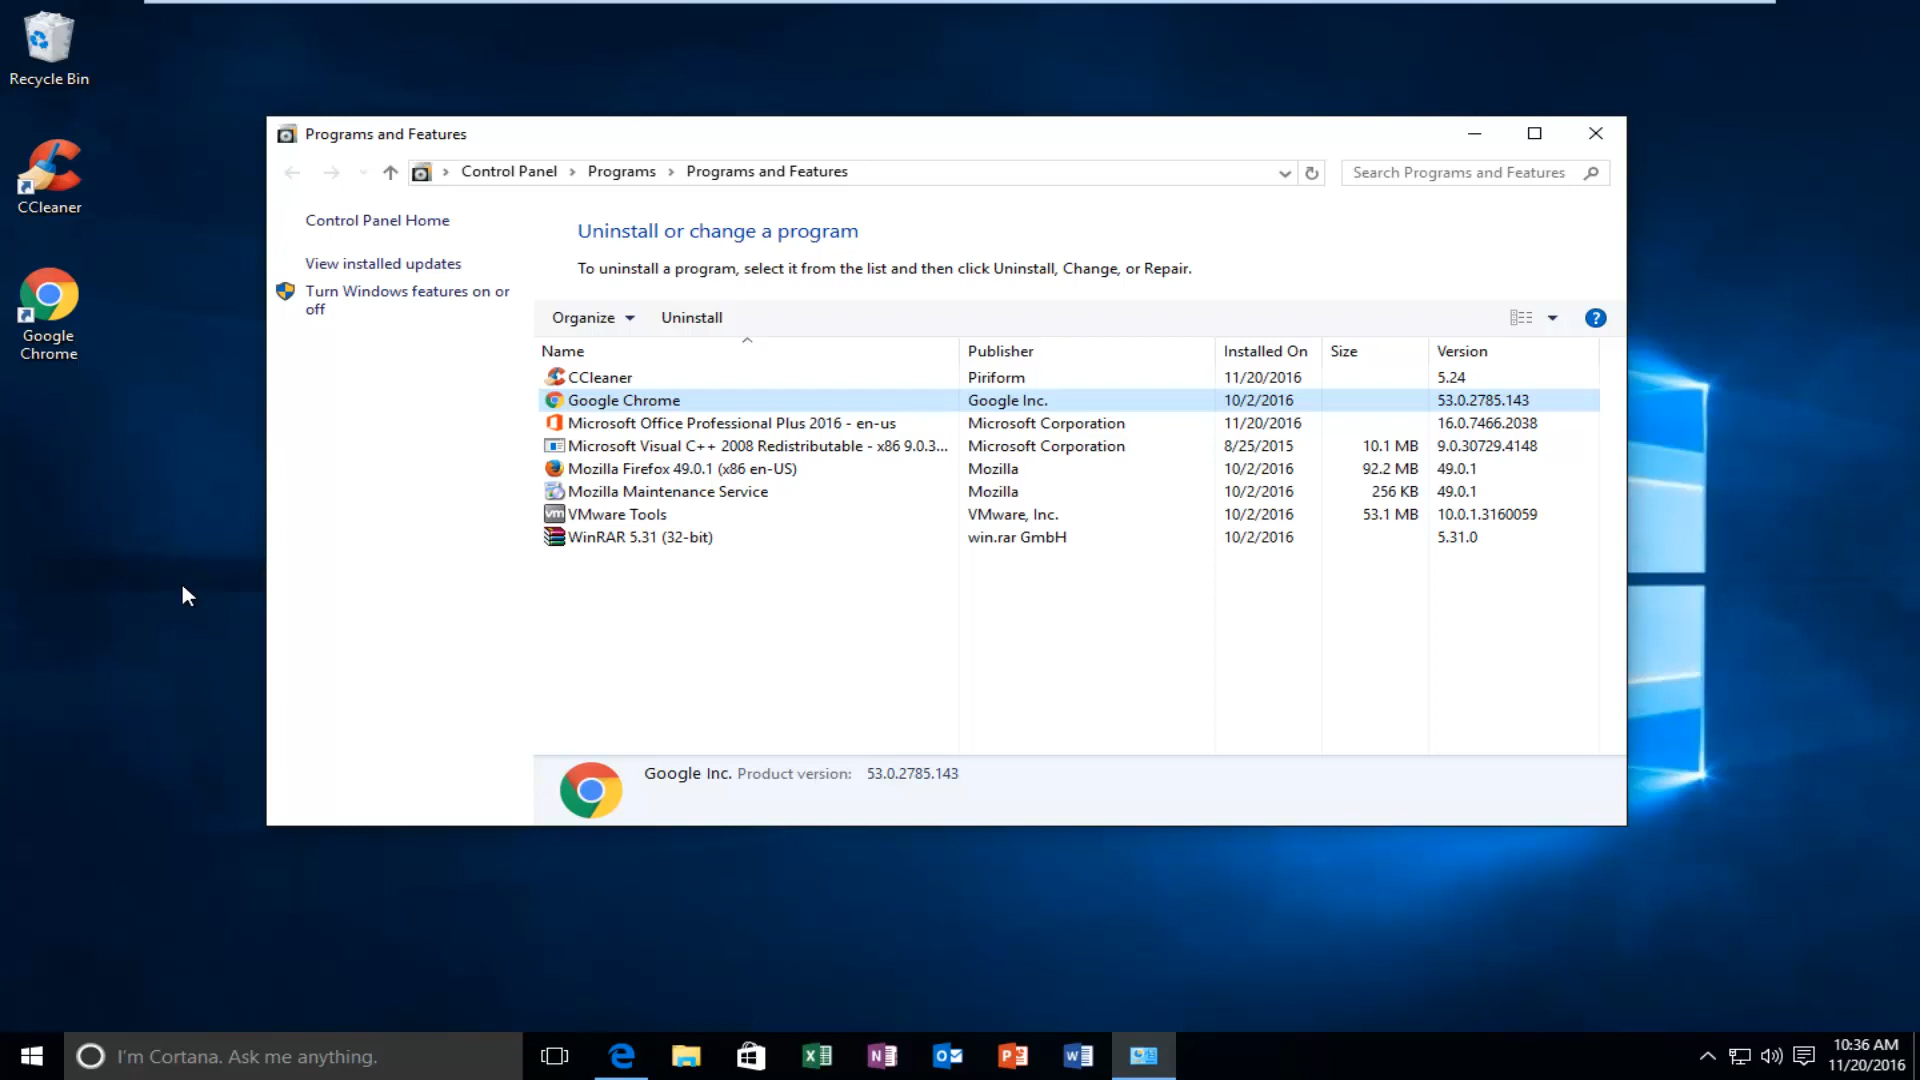 Recycle Bin
CCleaner
Google
Chrome
Programs and Features
Control Panel > Programs > Programs and Features
Search Programs and Features
Control Panel Home
View installed updates
Turn Windows features on or
off
Uninstall or change a program
To uninstall a program, select it from the list and then click Uninstall, Change, or Repair.
Organize Uninstall
Name Publisher Installed On Size Version
CCleaner Piriform 11/20/2016 5.24
Google Chrome Google Inc. 10/2/2016 53.0.2785.143
Microsoft Office Professional Plus 2016 - en-us Microsoft Corporation 11/20/2016 16.0.7466.2038
Microsoft Visual C++ 2008 Redistributable - x86 9.0.3... Microsoft Corporation 8/25/2015 10.1 MB 9.0.30729.4148
Mozilla Firefox 49.0.1 (x86 en-US) Mozilla 10/2/2016 92.2 MB 49.0.1
Mozilla Maintenance Service Mozilla 10/2/2016 256 KB 49.0.1
VMware Tools VMware, Inc. 10/2/2016 53.1 MB 10.0.1.3160059
WinRAR 5.31 (32-bit) win.rar GmbH 10/2/2016 5.31.0
Google Inc. Product version: 53.0.2785.143
I'm Cortana. Ask me anything.
10:36 AM
11/20/2016